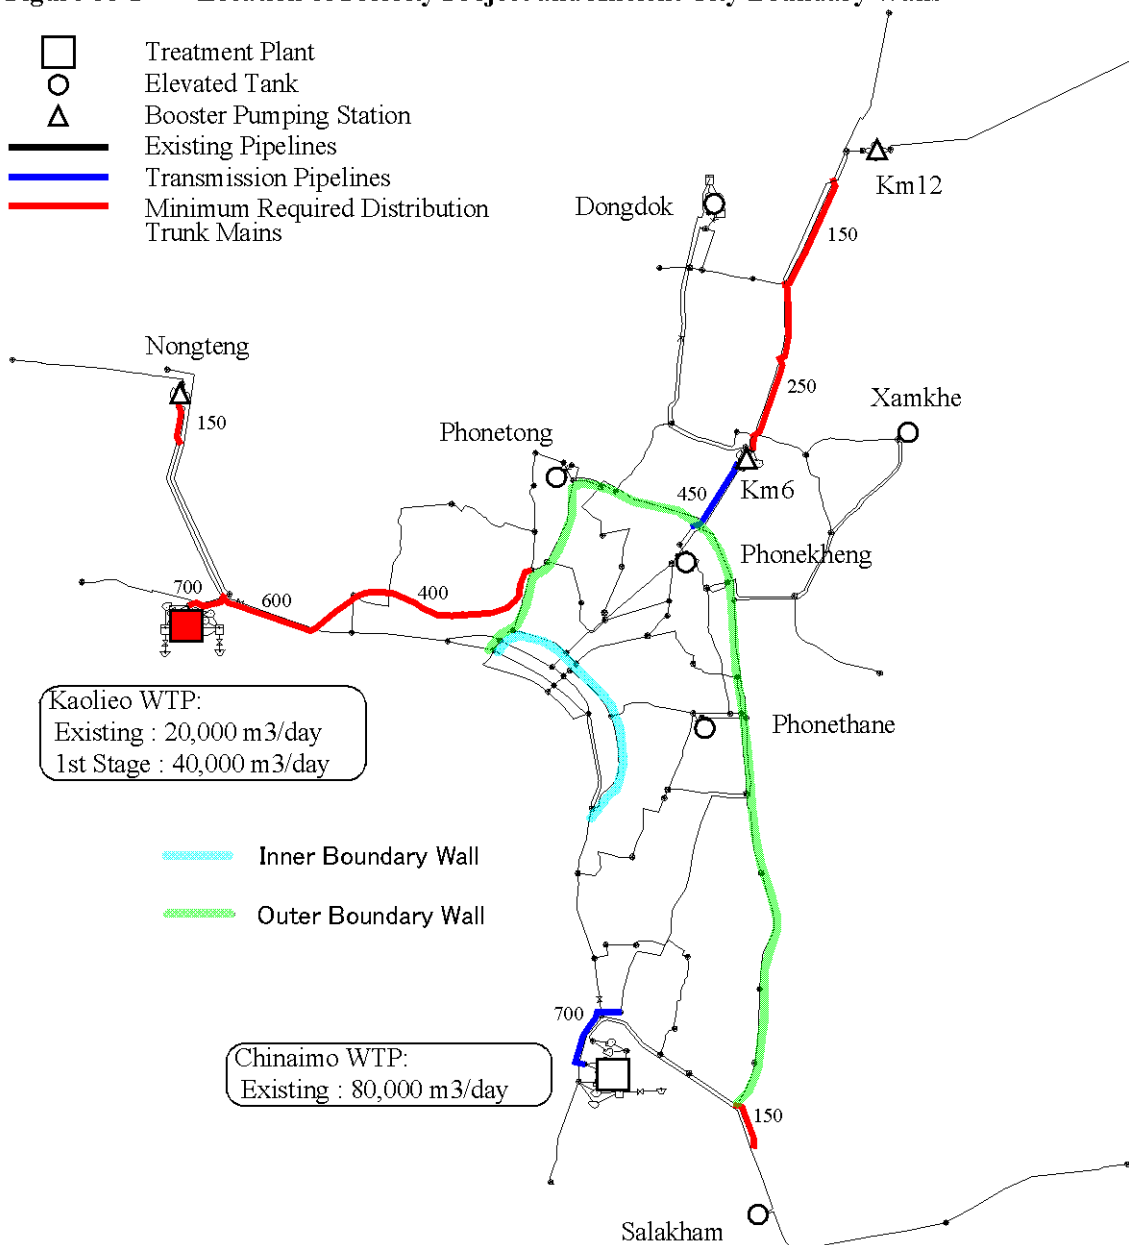 Treatment Plant
Elevated Tank
Booster Pumping Station
Existing Pipelines
Transmission Pipelines
Minimum Required Distribution
Trunk Mains
Km12
Dongdok
150
Nongteng
250
Xamkhe
150
Phonetong
450
Km6
Phonekheng
700
600
400
Kaolieo WTP:
Existing : 20,000 m3/day
1st Stage : 40,000 m3/day
Phonethane
Inner Boundary Wall
Outer Boundary Wall
700
Chinaimo WTP:
Existing : 80,000 m3/day
150
Salakham